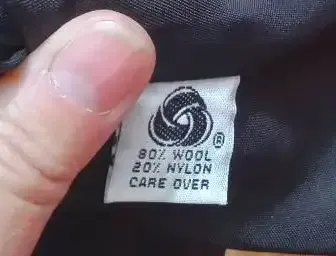 ®
80% WOOL
20% NYLON
CARE OVER